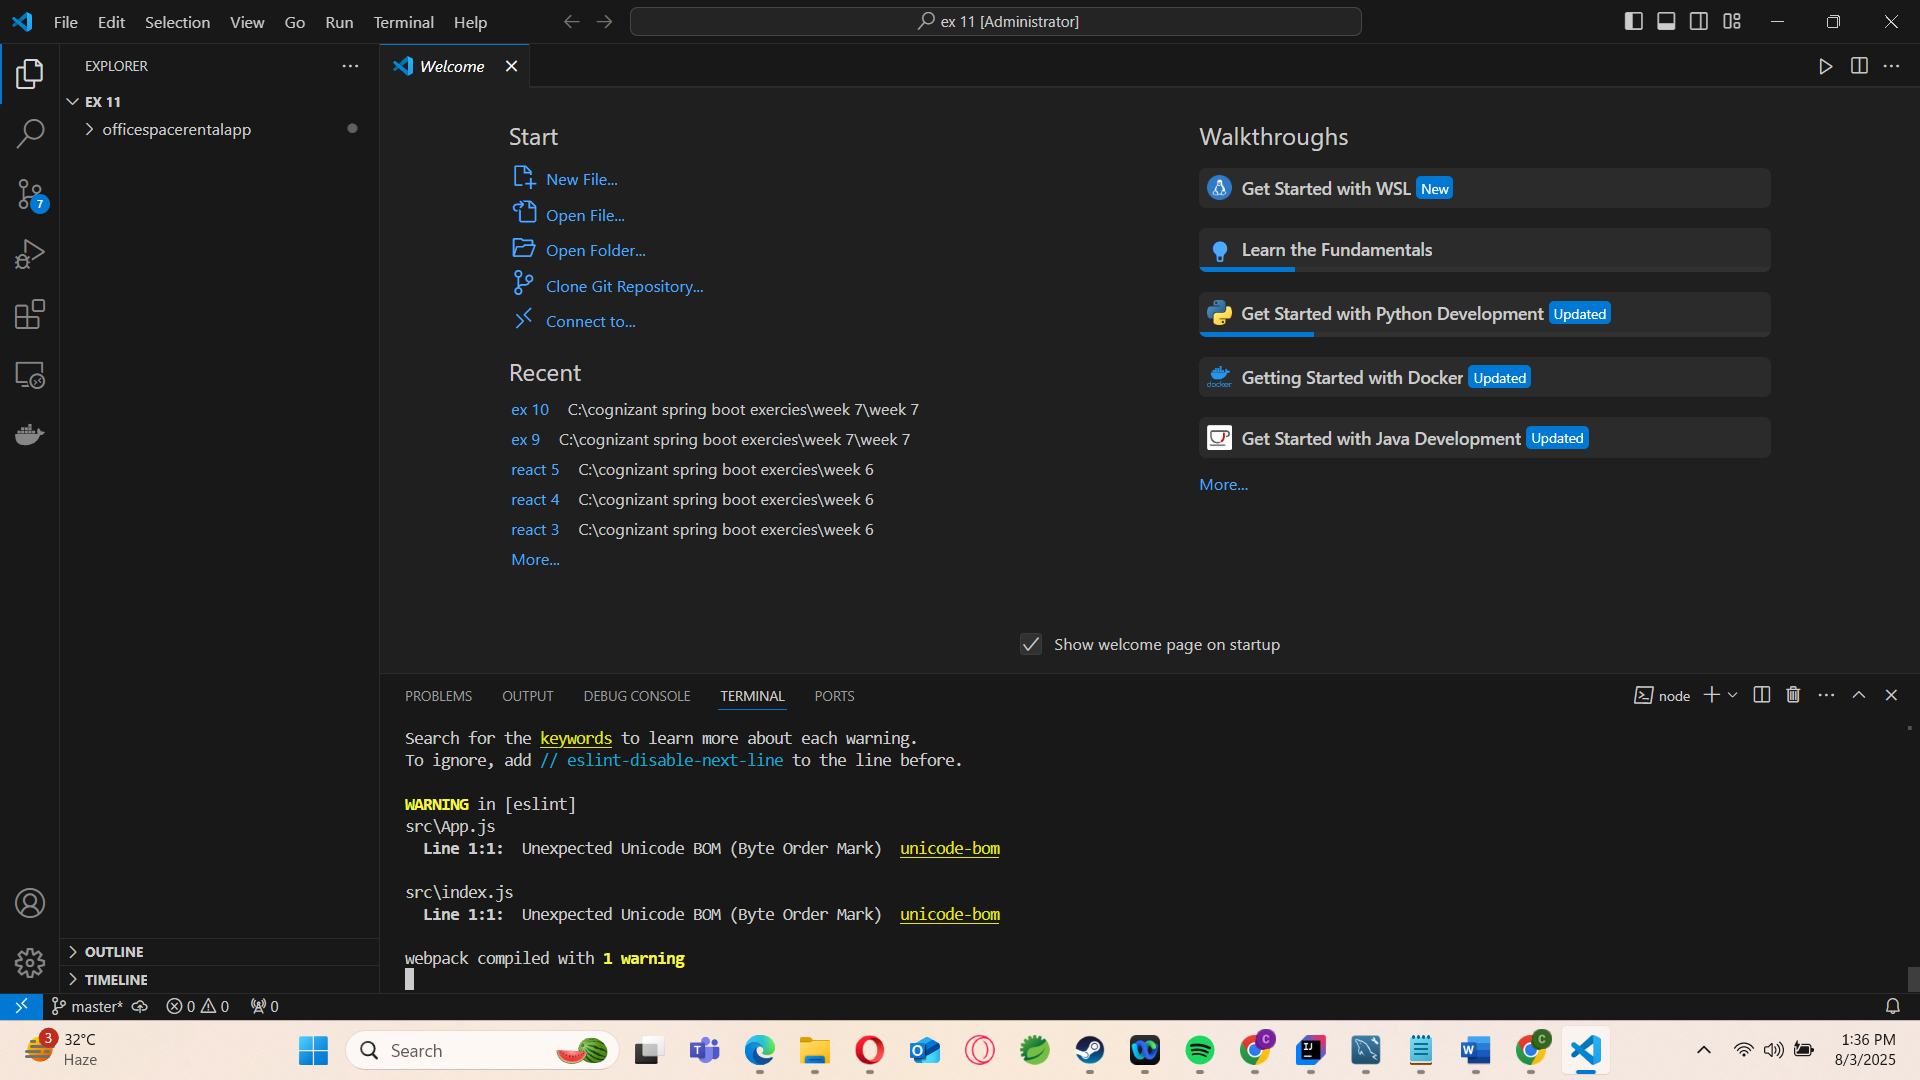 File Edit Selection View Go Run Terminal Help
ex 11 [Administrator]
EXPLORER
Welcome
EX 11
officespacerentalapp
7
Start
New File...
Open File...
Open Folder...
Clone Git Repository...
Connect to...
Recent
ex 10 C:\cognizant spring boot exercies\week 7\week 7
ex 9 C:\cognizant spring boot exercies\week 7\week 7
react 5 C:\cognizant spring boot exercies\week 6
react 4 C:\cognizant spring boot exercies\week 6
react 3 C:\cognizant spring boot exercies\week 6
More...
Walkthroughs
Get Started with WSL New
Learn the Fundamentals
Get Started with Python Development Updated
docker
Getting Started with Docker Updated
Get Started with Java Development Updated
More...
Show welcome page on startup
PROBLEMS OUTPUT DEBUG CONSOLE TERMINAL PORTS
node
Search for the keywords to learn more about each warning.
To ignore, add // eslint-disable-next-line to the line before.
WARNING in [eslint]
src\App.js
Line 1:1: Unexpected Unicode BOM (Byte Order Mark) unicode-bom
src\index.js
Line 1:1: Unexpected Unicode BOM (Byte Order Mark) unicode-bom
webpack compiled with 1 warning
OUTLINE
TIMELINE
master* 0 0 0
3
32°C
Haze
Search
1:36 PM
8/3/2025